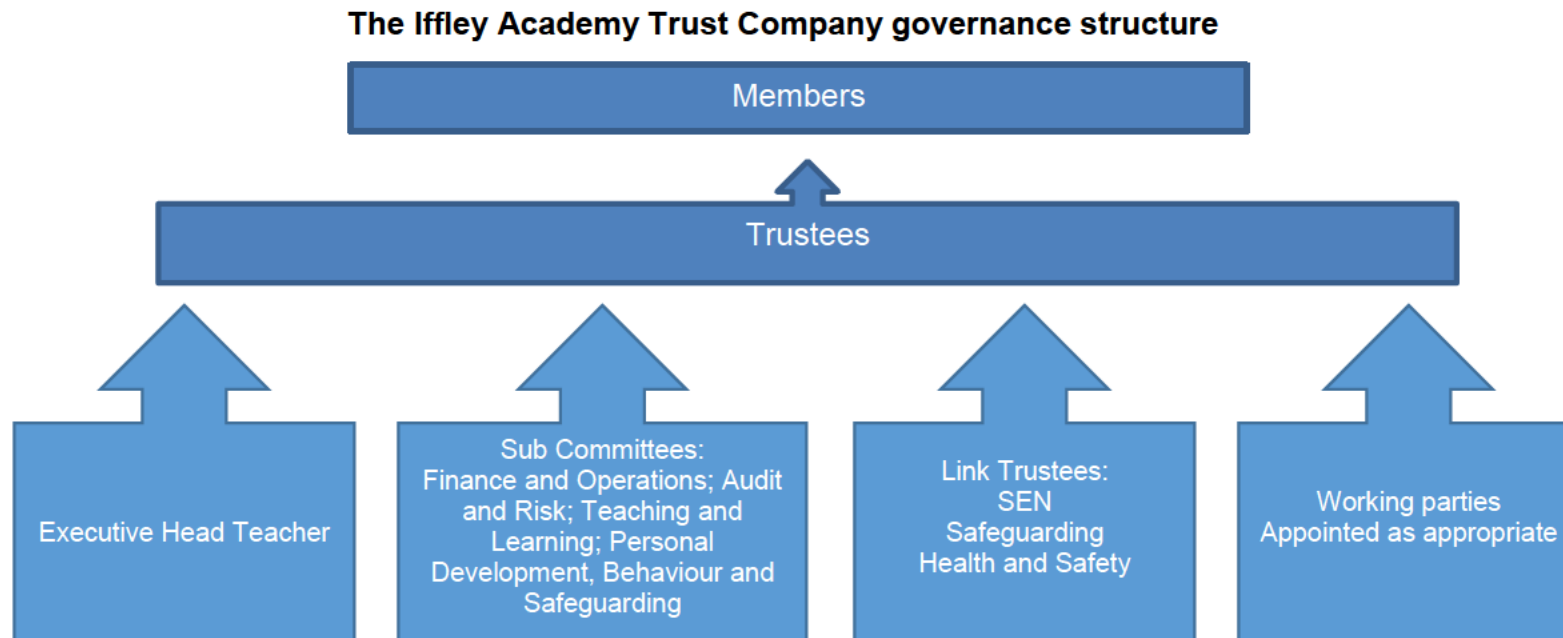 The Iffley Academy Trust Company governance structure
Members
Trustees
Executive Head Teacher
Sub Committees:
Finance and Operations; Audit
and Risk; Teaching and
Learning; Personal
Development, Behaviour and
Safeguarding
Link Trustees:
SEN
Safeguarding
Health and Safety
Working parties
Appointed as appropriate